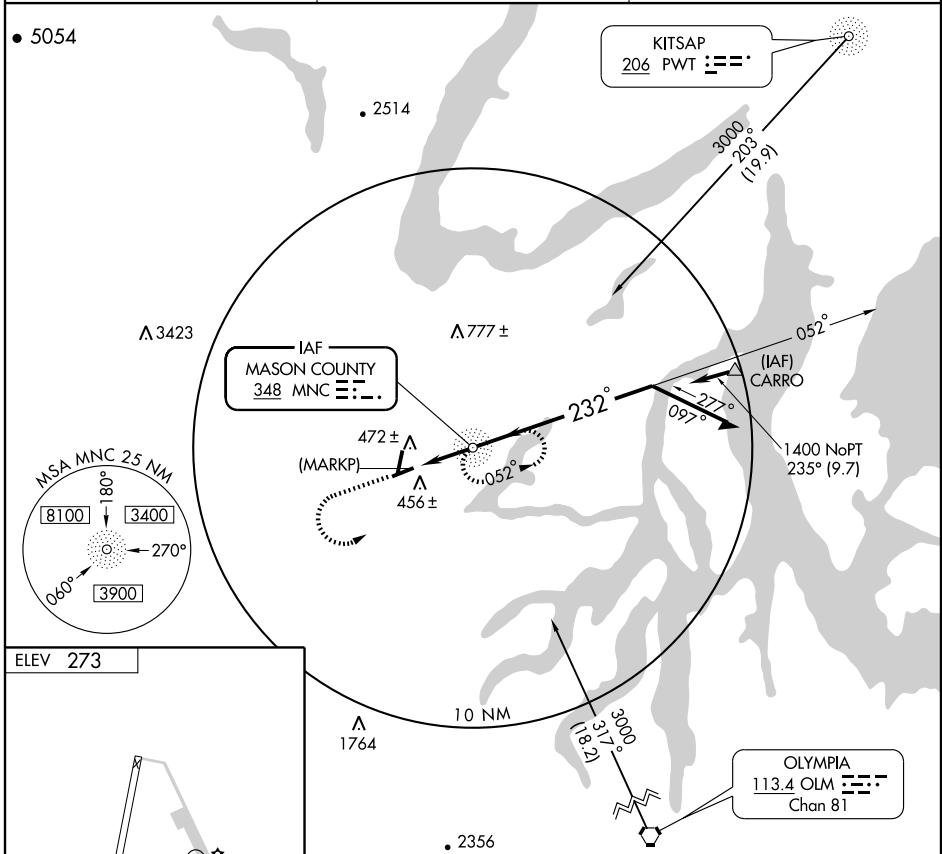 5054
KITSAP
206 PWT
2514
3000
203°
(19.9)
3423
777 ±
052°
IAF
MASON COUNTY
348 MNC
(IAF)
CARRO
232°
277°
097°
472 ±
(MARKP)
052°
456 ±
1400 NoPT
235° (9.7)
MSA MNC 25 NM
180°
8100
3400
270°
060°
3900
ELEV 273
10 NM
3000
317°
(18.2)
1764
OLYMPIA
113.4 OLM
Chan 81
2356